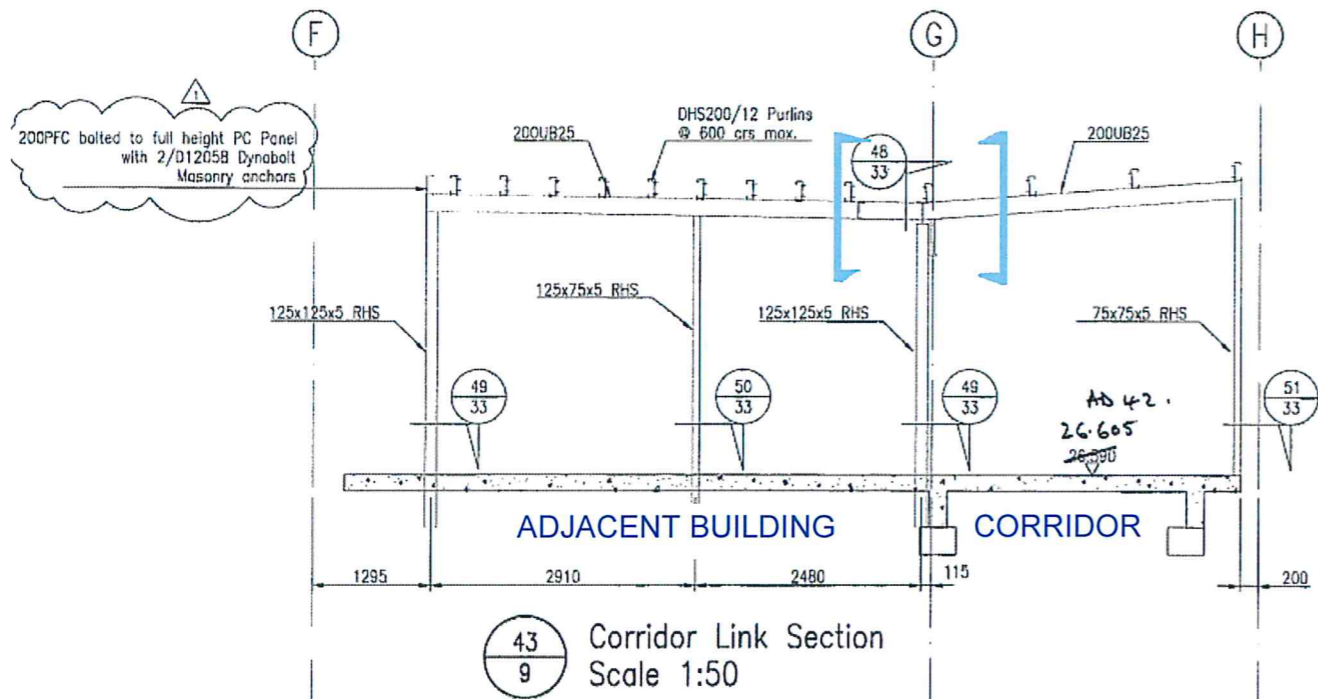 F
G
H
1
200PFC bolted to full height PC Panel
with 2/D12058 Dynabolt
Masonry anchors
200UB25
DHS200/12 Purlins
@ 600 crs max.
48
33
200UB25
125x125x5 RHS
125x75x5 RHS
125x125x5 RHS
75x75x5 RHS
49
33
50
33
49
33
AD 42.
26.605
26.590
51
33
ADJACENT BUILDING
CORRIDOR
1295
2910
2480
115
200
43
9
Corridor Link Section
Scale 1:50